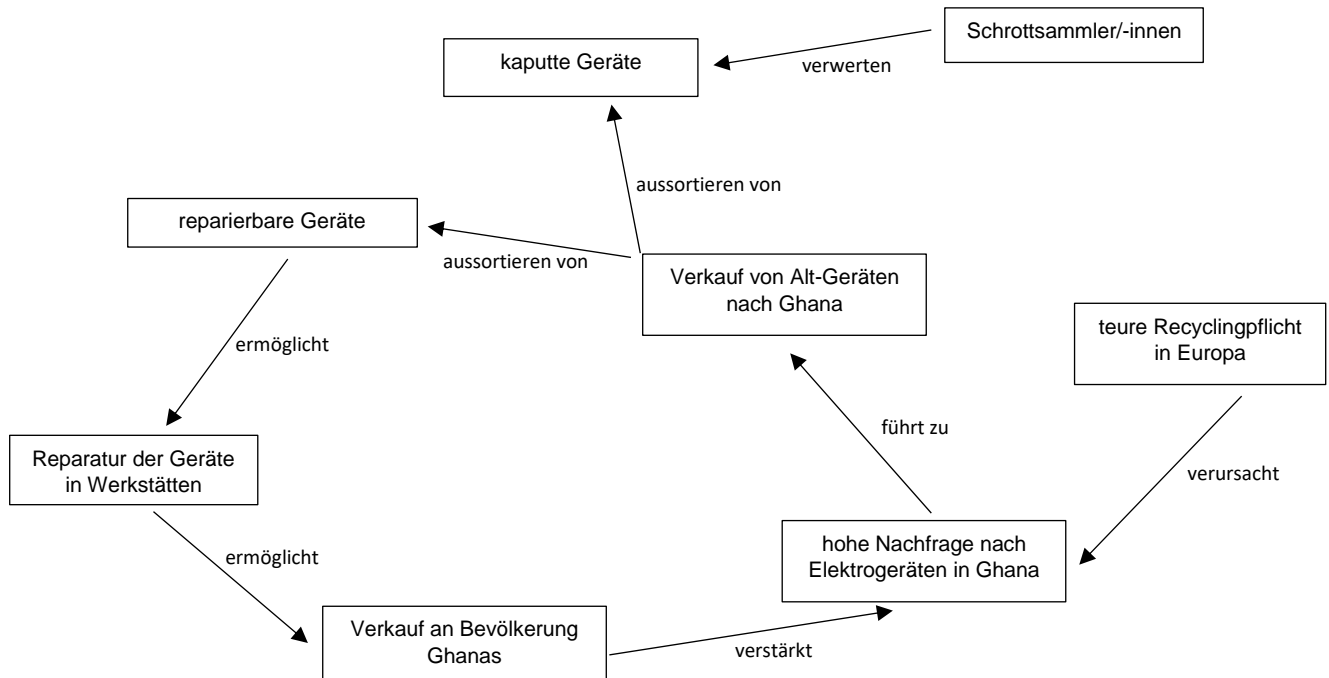 Schrottsammler/-innen
kaputte Geräte
verwerten
aussortieren von
reparierbare Geräte
aussortieren von
Verkauf von Alt-Geräten
nach Ghana
teure Recyclingpflicht
in Europa
ermöglicht
führt zu
Reparatur der Geräte
in Werkstätten
verursacht
hohe Nachfrage nach
Elektrogeräten in Ghana
ermöglicht
Verkauf an Bevölkerung
Ghanas
verstärkt